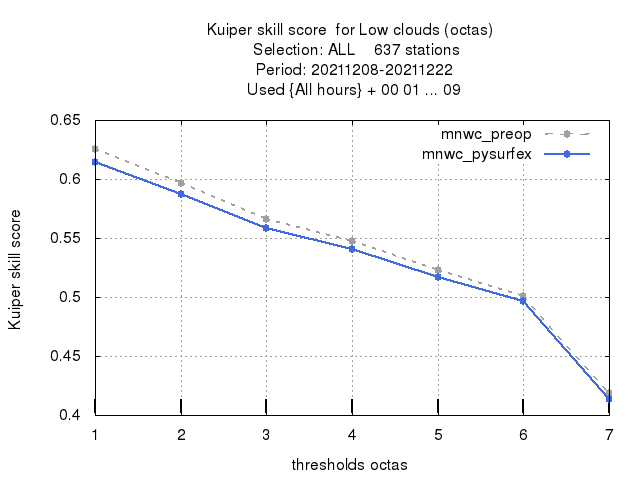 Kuiper skill score  for Low clouds (octas)
Selection: ALL    637 stations
Period: 20211208-20211222
Used {All hours} + 00 01 ... 09
mnwc_preop
mnwc_pysurfex
Kuiper skill score
0.65
0.6
0.55
0.5
0.45
0.4
1 2 3 4 5 6 7
thresholds octas